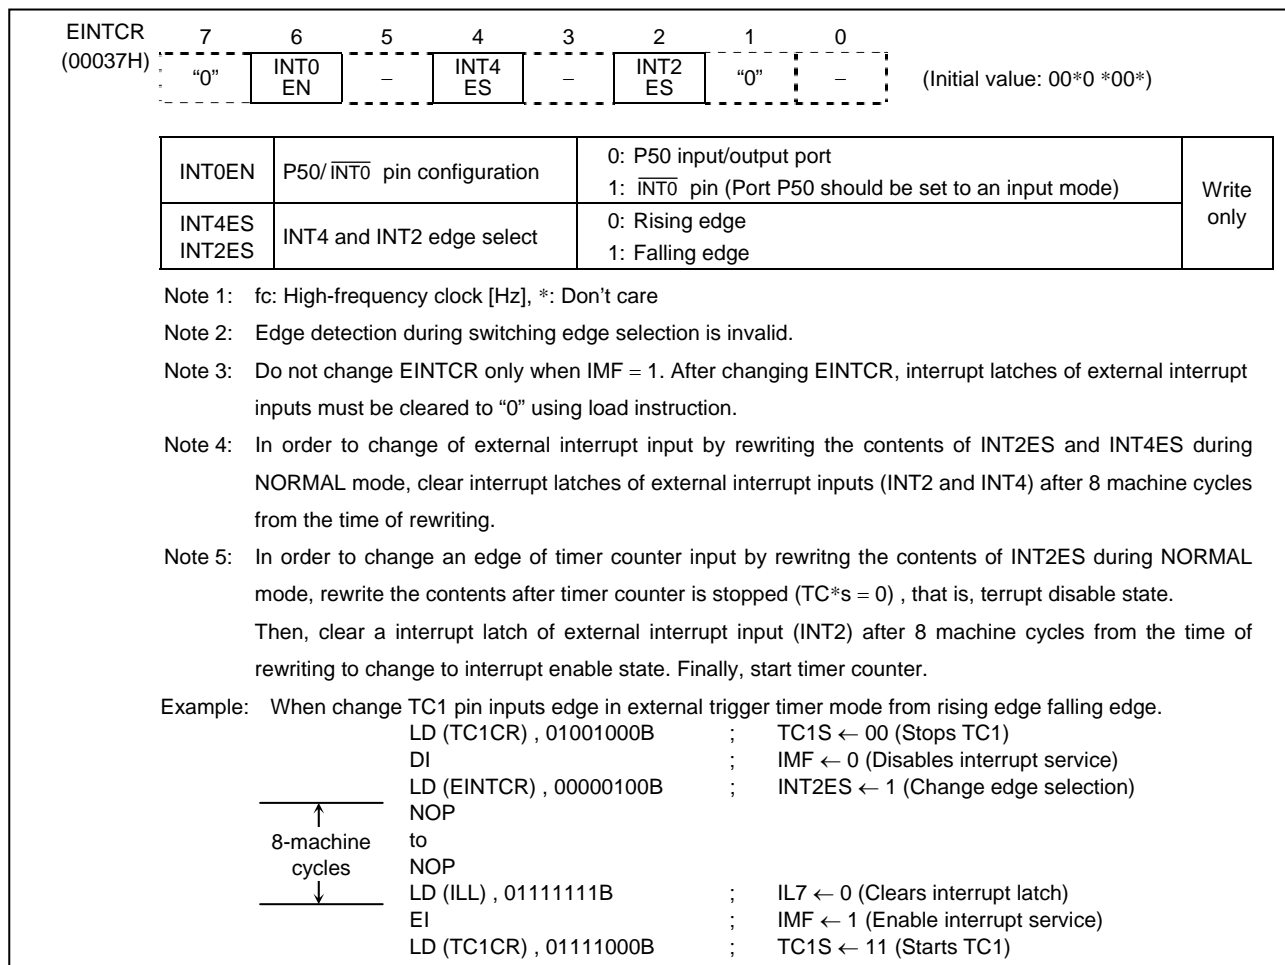 EINTCR 7 6 5 4 3 2 1 0
(00037H) “0” INT0 EN – INT4 ES – INT2 ES “0” – (Initial value: 00*0 *00*)
INT0EN P50/INT0 pin configuration 0: P50 input/output port
1: INT0 pin (Port P50 should be set to an input mode)
Write only
INT4ES INT2ES INT4 and INT2 edge select 0: Rising edge
1: Falling edge
Note 1: fc: High-frequency clock [Hz], *: Don’t care
Note 2: Edge detection during switching edge selection is invalid.
Note 3: Do not change EINTCR only when IMF = 1. After changing EINTCR, interrupt latches of external interrupt
inputs must be cleared to “0” using load instruction.
Note 4: In order to change of external interrupt input by rewriting the contents of INT2ES and INT4ES during
NORMAL mode, clear interrupt latches of external interrupt inputs (INT2 and INT4) after 8 machine cycles
from the time of rewriting.
Note 5: In order to change an edge of timer counter input by rewritng the contents of INT2ES during NORMAL
mode, rewrite the contents after timer counter is stopped (TC*s = 0) , that is, terrupt disable state.
Then, clear a interrupt latch of external interrupt input (INT2) after 8 machine cycles from the time of
rewriting to change to interrupt enable state. Finally, start timer counter.
Example: When change TC1 pin inputs edge in external trigger timer mode from rising edge falling edge.
LD (TC1CR) , 01001000B ; TC1S ← 00 (Stops TC1)
DI ; IMF ← 0 (Disables interrupt service)
LD (EINTCR) , 00000100B ; INT2ES ← 1 (Change edge selection)
NOP
8-machine to
cycles NOP
LD (ILL) , 01111111B ; IL7 ← 0 (Clears interrupt latch)
EI ; IMF ← 1 (Enable interrupt service)
LD (TC1CR) , 01111000B ; TC1S ← 11 (Starts TC1)